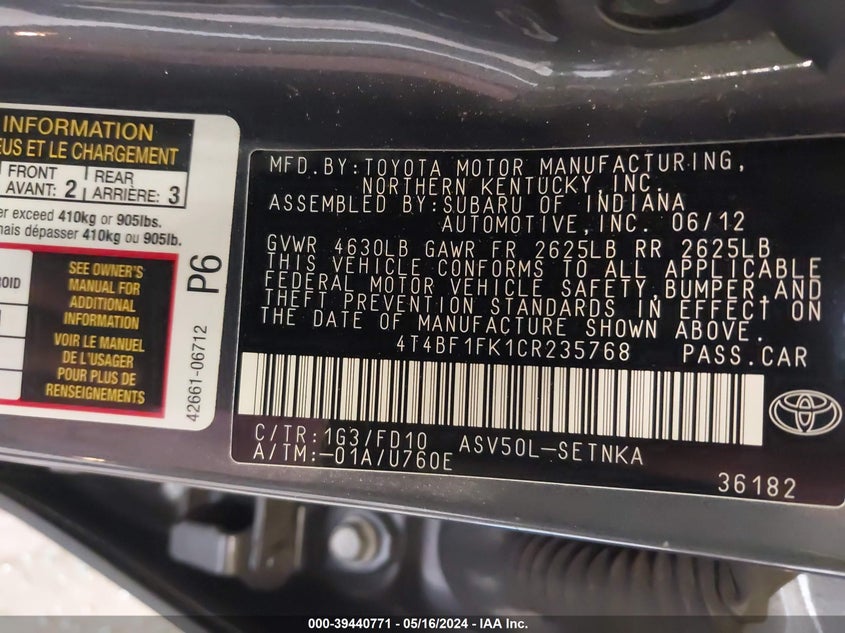 INFORMATION
EUS ET LE CHARGEMENT
FRONT
AVANT: 2
REAR
ARRIÈRE: 3
er exceed 410kg or 905lbs.
mais dépasser 410kg ou 905lb.
SEE OWNER'S
MANUAL FOR
ADDITIONAL
INFORMATION
VOIR LE MANUEL
DE L'USAGER
POUR PLUS DE
RENSEIGNEMENTS
ROID
P6
42661-06712
MFD.BY:TOYOTA MOTOR MANUFACTURING,
NORTHERN KENTUCKY,INC.
ASSEMBLED BY:SUBARU OF INDIANA
AUTOMOTIVE,INC. 06/12
GVWR 4630LB GAWR FR 2625LB RR 2625LB
THIS VEHICLE CONFORMS TO ALL APPLICABLE
FEDERAL MOTOR VEHICLE SAFETY,BUMPER,AND
THEFT PREVENTION STANDARDS IN EFFECT ON
THE DATE OF MANUFACTURE SHOWN ABOVE.
4T4BF1FK1CR235768 PASS.CAR
C/TR:1G3/FD10 ASV50L-SETNKA
A/TM:-01A/U760E
36182
000-39440771 - 05/16/2024 - IAA Inc.